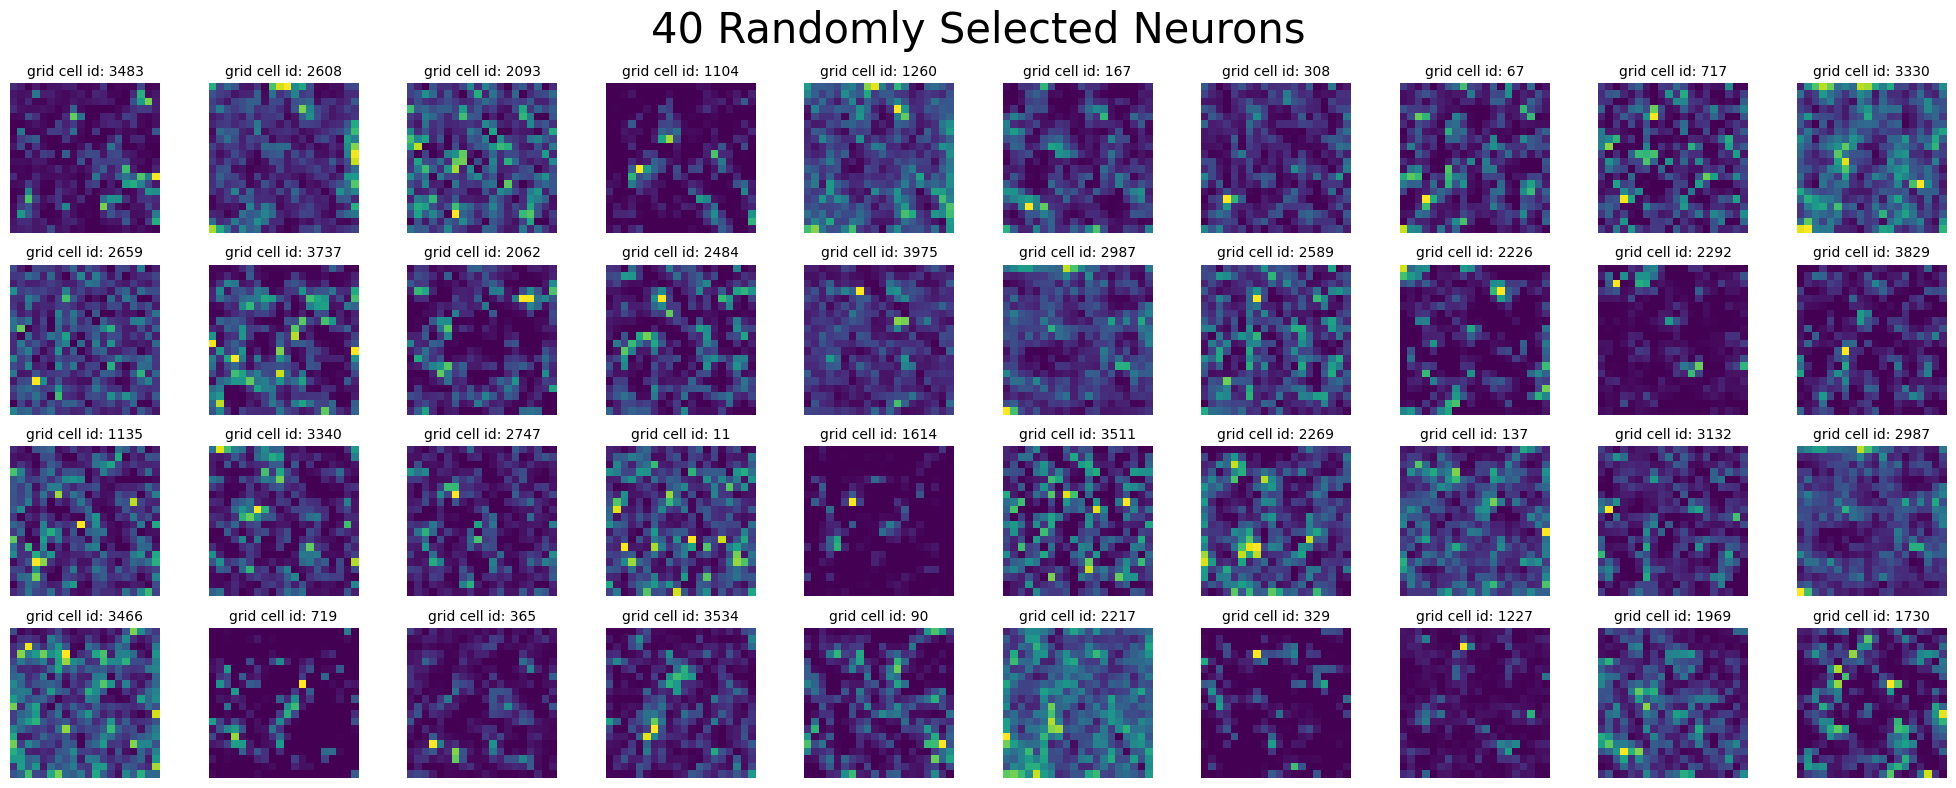 40 Randomly Selected Neurons
grid cell id: 3483
grid cell id: 2608
grid cell id: 2093
grid cell id: 1104
grid cell id: 1260
grid cell id: 167
grid cell id: 308
grid cell id: 67
grid cell id: 717
grid cell id: 3330
grid cell id: 2659
grid cell id: 3737
grid cell id: 2062
grid cell id: 2484
grid cell id: 3975
grid cell id: 2987
grid cell id: 2589
grid cell id: 2226
grid cell id: 2292
grid cell id: 3829
grid cell id: 1135
grid cell id: 3340
grid cell id: 2747
grid cell id: 11
grid cell id: 1614
grid cell id: 3511
grid cell id: 2269
grid cell id: 137
grid cell id: 3132
grid cell id: 2987
grid cell id: 3466
grid cell id: 719
grid cell id: 365
grid cell id: 3534
grid cell id: 90
grid cell id: 2217
grid cell id: 329
grid cell id: 1227
grid cell id: 1969
grid cell id: 1730